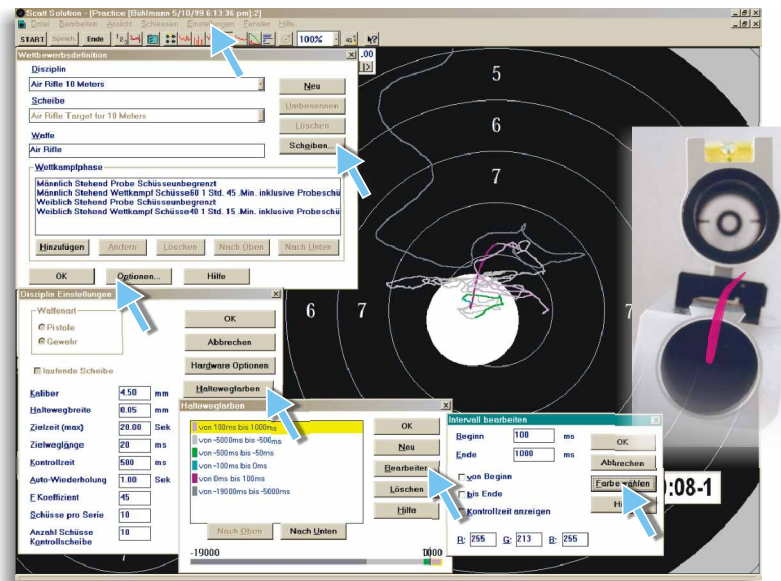 Scatt Solution - [Practice [Buhlmann 5/10/99 6:13:36 pm]:2]
Datei Bearbeiten Ansicht Schiessen Einstellungen Fenster Hilfe
START Speich. Ende 100%
Wettbewerbsdefinition
.00
Disziplin
Air Rifle 10 Meters
Neu
Scheibe
Umbenennen
Air Rifle Target for 10 Meters
Löschen
Waffe
Air Rifle
Scheiben...
Wettkampfphase
Männlich Stehend Probe Schüsseunbegrenzt
Männlich Stehend Wettkampf Schüsse60 1 Std. 45 .Min. inklusive Probeschü
Weiblich Stehend Probe Schüsseunbegrenzt
Weiblich Stehend Wettkampf Schüsse40 1 Std. 15 .Min. inklusive Probeschü
Hinzufügen Ändern Löschen Nach Oben Nach Unten
OK Optionen... Hilfe
5
6
7
6 7
7
Disziplin Einstellungen
Waffenart
Pistole
Gewehr
laufende Scheibe
OK
Abbrechen
Hardware Optionen
Haltewegfarben
Kaliber 4.50 mm
Haltewegbreite 0.05 mm
Zielzeit (max) 20.00 Sek
Zielweglänge 20 ms
Kontrollzeit 500 ms
Auto-Wiederholung 1.00 Sek
F Koeffizient 45
Schüsse pro Serie 10
Anzahl Schüsse Kontrollscheibe 10
Haltewegfarben
von 100ms bis 1000ms
von -5000ms bis -500ms
von -500ms bis -50ms
von -100ms bis 0ms
von 0ms bis 100ms
von -19000ms bis -5000ms
OK
Neu
Bearbeiten
Löschen
Hilfe
Nach Oben Nach Unten
-19000
Intervall bearbeiten
Beginn 100 ms
Ende 1000 ms
von Beginn
bis Ende
Kontrollzeit anzeigen
OK
Abbrechen
Farbe wählen
R: 255 G: 213 B: 255
:08-1